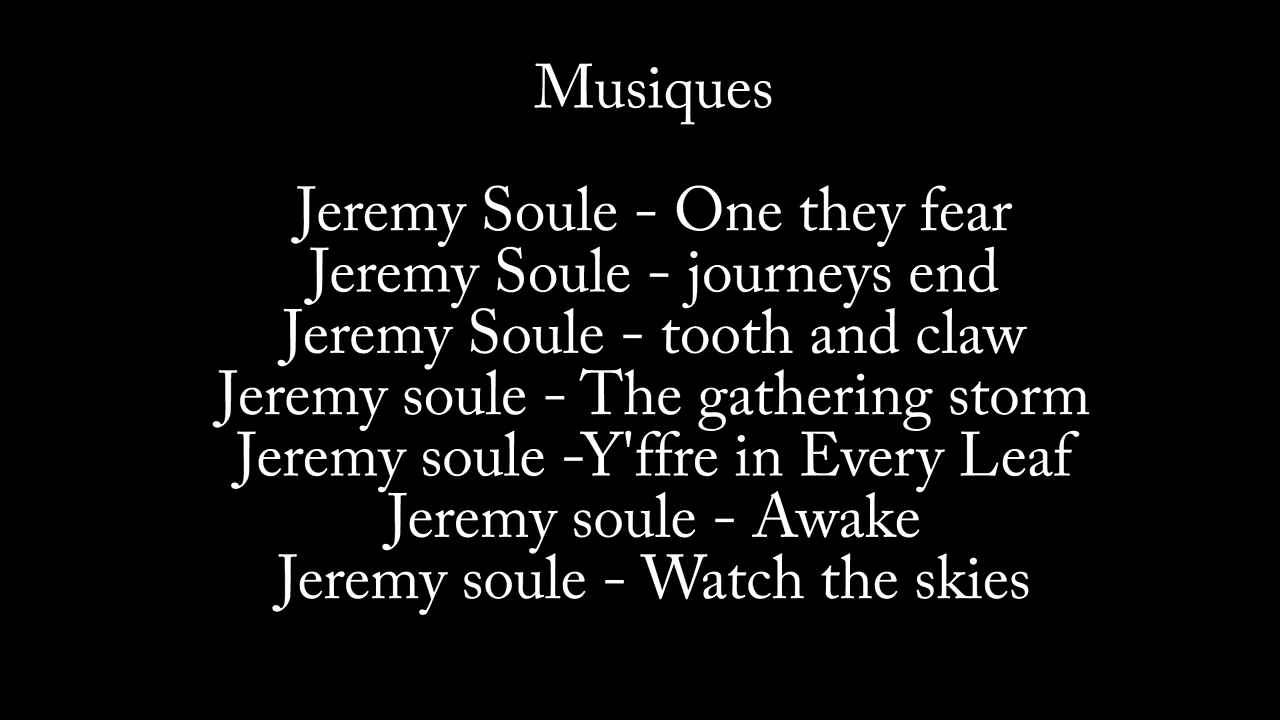 Musiques
Jeremy Soule - One they fear
Jeremy Soule - journeys end
Jeremy Soule - tooth and claw
Jeremy soule - The gathering storm
Jeremy soule -Y'ffre in Every Leaf
Jeremy soule - Awake
Jeremy soule - Watch the skies